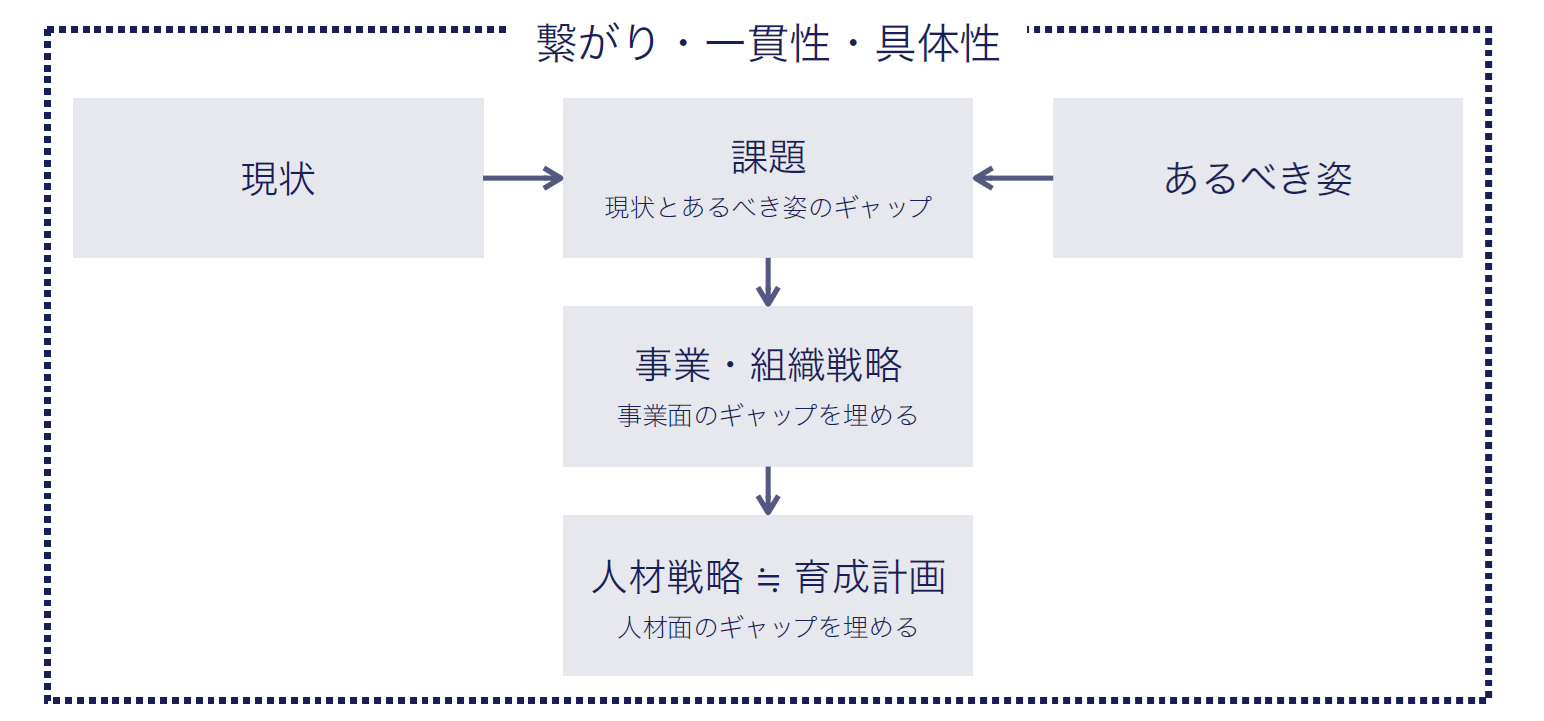 繋がり・一貫性・具体性
現状
課題
現状とあるべき姿のギャップ
あるべき姿
事業・組織戦略
事業面のギャップを埋める
人材戦略 ≒ 育成計画
人材面のギャップを埋める